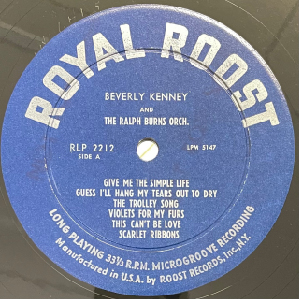 ROYAL ROOST
BEVERLY KENNEY
AND
THE RALPH BURNS ORCH.
RLP 2212
LPM 5147
SIDE A
GIVE ME THE SIMPLE LIFE
GUESS I'LL HANG MY TEARS OUT TO DRY
THE TROLLEY SONG
VIOLETS FOR MY FURS
THIS CAN'T BE LOVE
SCARLET RIBBONS
LONG PLAYING 33⅓ R.P.M. MICROGROOVE RECORDING
Manufactured in U.S.A. by ROOST RECORDS, Inc., N.Y.